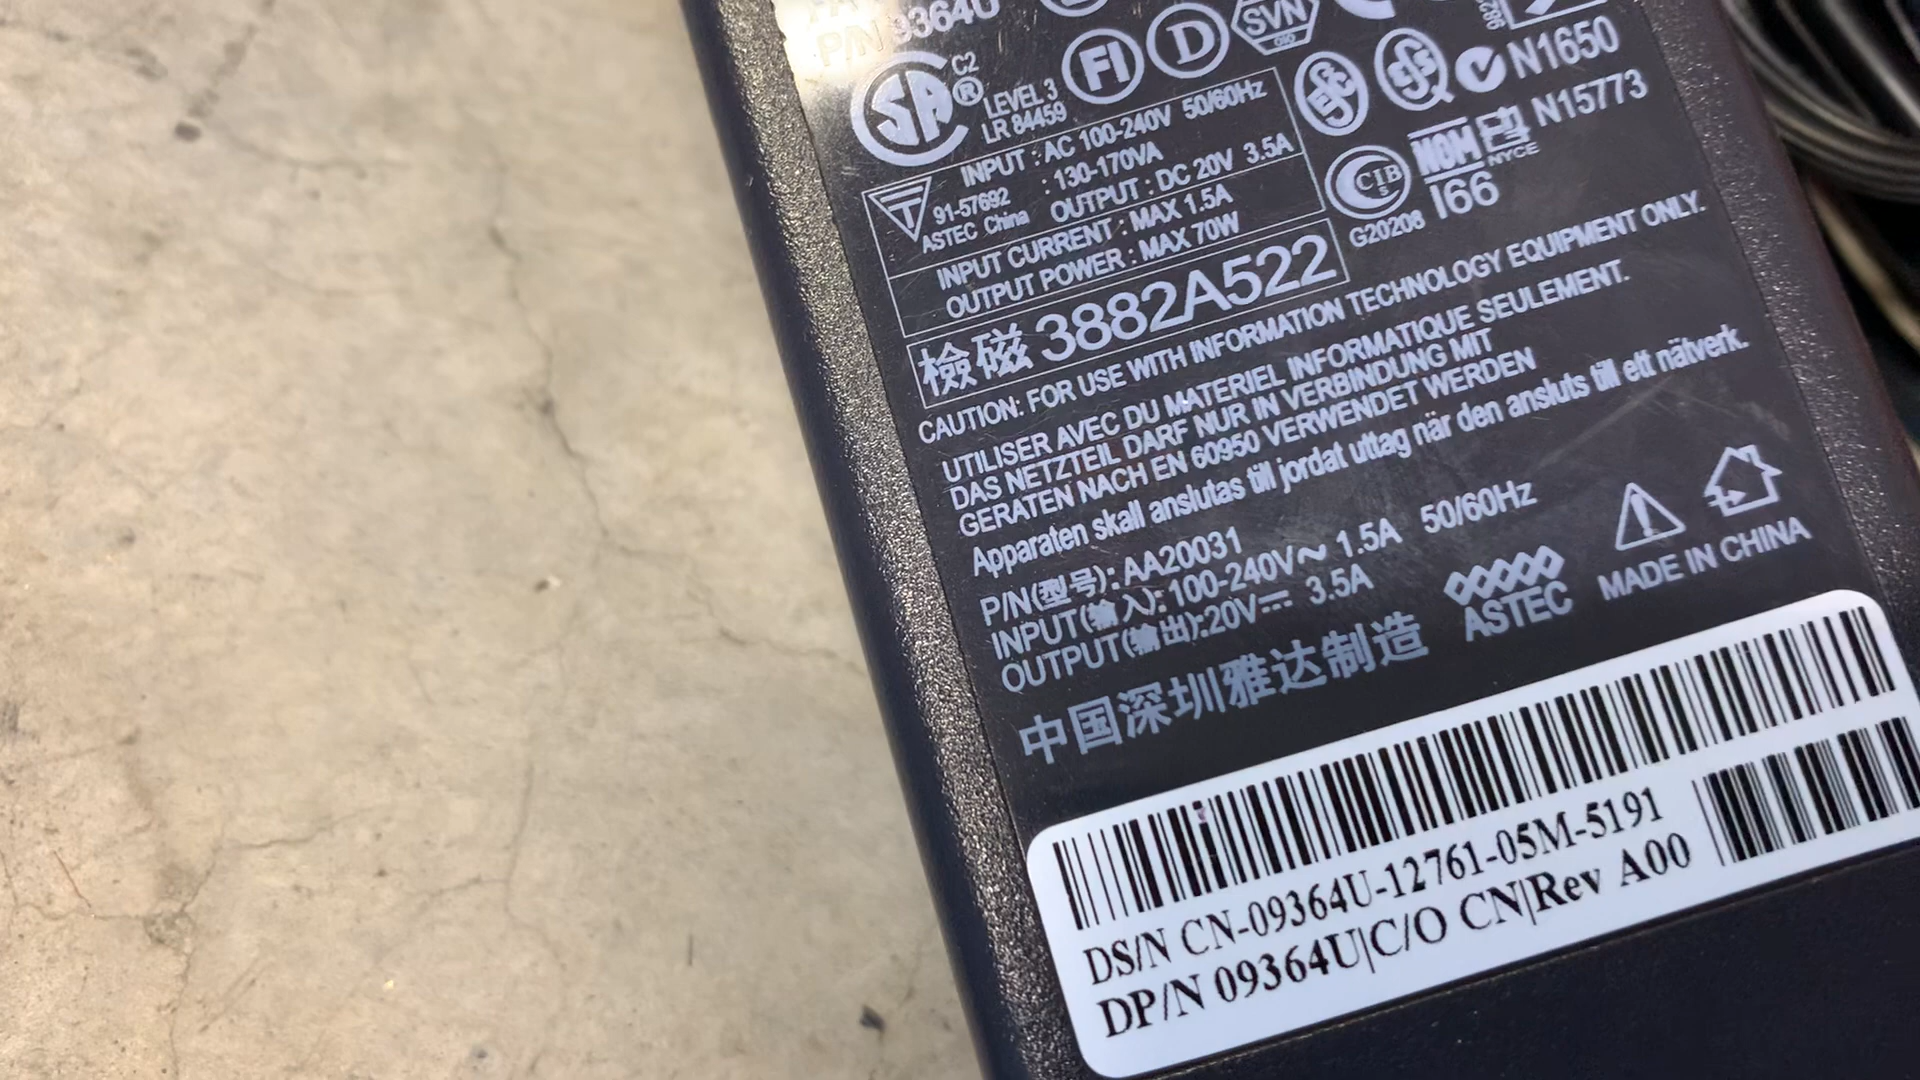 P/N 9364U
C2
LEVEL 3
LR 84459
FI
D
SVN
N1650
INPUT : AC 100-240V 50/60Hz
: 130-170VA
91-57692
ASTEC China
OUTPUT : DC 20V 3.5A
INPUT CURRENT : MAX 1.5A
OUTPUT POWER : MAX 70W
檢磁 3882A522
NOM
NYCE
N15773
CIB
S
I66
G20208
CAUTION: FOR USE WITH INFORMATION TECHNOLOGY EQUIPMENT ONLY.
UTILISER AVEC DU MATERIEL INFORMATIQUE SEULEMENT.
DAS NETZTEIL DARF NUR IN VERBINDUNG MIT
GERATEN NACH EN 60950 VERWENDET WERDEN
Apparaten skall anslutas till jordat uttag när den ansluts till ett nätverk.
P/N(型号): AA20031
INPUT(輸入): 100-240V~ 1.5A 50/60Hz
OUTPUT(輸出):20V⎓ 3.5A
中国深圳雅达制造
ASTEC
MADE IN CHINA
DS/N CN-09364U-12761-05M-5191
DP/N 09364U|C/O CN|Rev A00